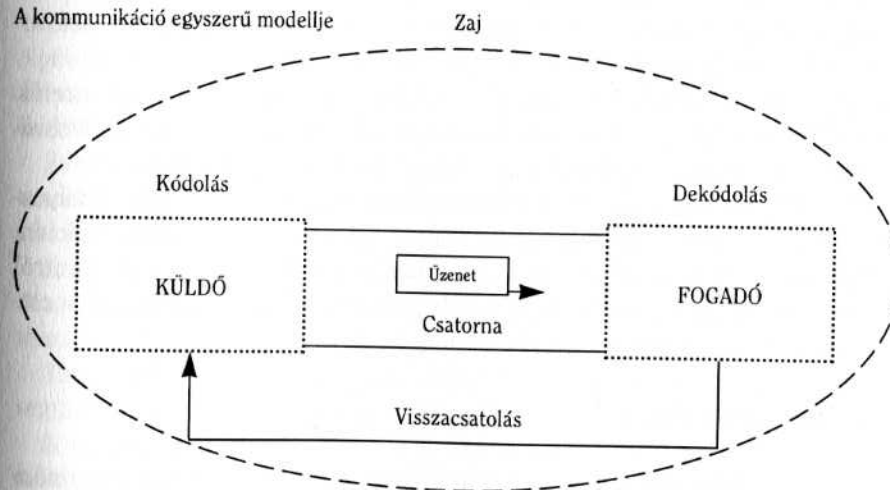 A kommunikáció egyszerű modellje
Zaj
Kódolás
Dekódolás
KÜLDŐ
Üzenet
FOGADÓ
Csatorna
Visszacsatolás